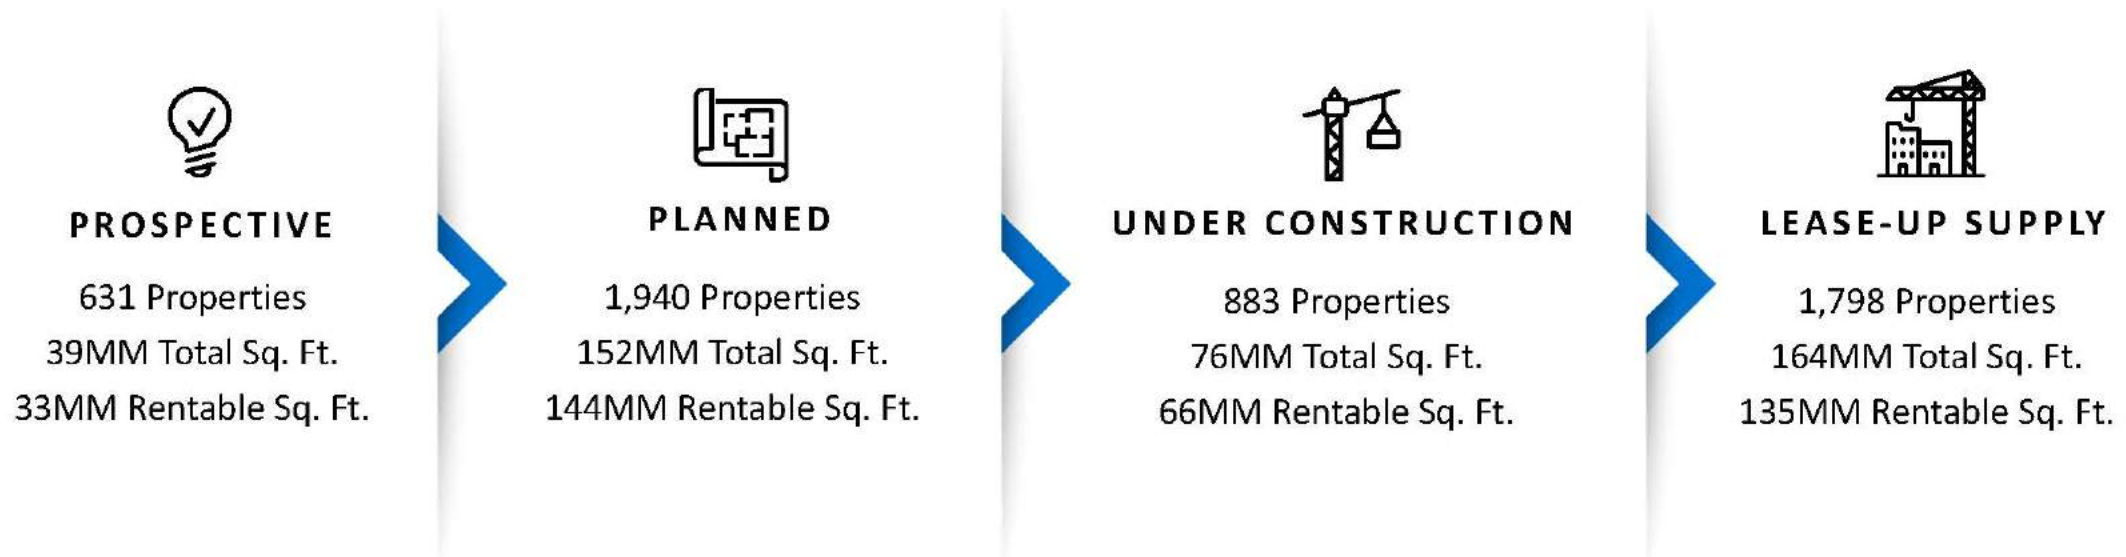 PROSPECTIVE
631 Properties
39MM Total Sq. Ft.
33MM Rentable Sq. Ft.
PLANNED
1,940 Properties
152MM Total Sq. Ft.
144MM Rentable Sq. Ft.
UNDER CONSTRUCTION
883 Properties
76MM Total Sq. Ft.
66MM Rentable Sq. Ft.
LEASE-UP SUPPLY
1,798 Properties
164MM Total Sq. Ft.
135MM Rentable Sq. Ft.